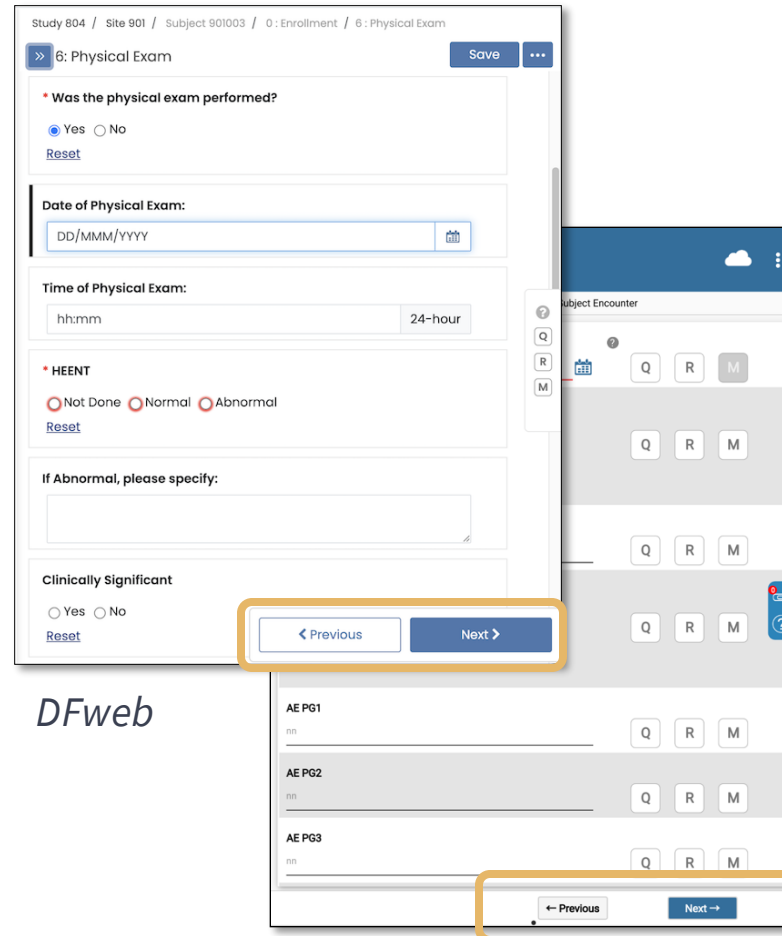 Study 804 / Site 901 / Subject 901003 / 0 : Enrollment / 6 : Physical Exam
» 6: Physical Exam
Save
* Was the physical exam performed?
Yes No
Reset
Date of Physical Exam:
DD/MMM/YYYY
Time of Physical Exam:
hh:mm 24-hour
* HEENT
Not Done Normal Abnormal
Reset
If Abnormal, please specify:
Clinically Significant
Yes No
Reset
Previous Next
?
Q
R
M
DFweb
Subject Encounter
?
Q R M
Q R M
Q R M
0
Q R M
?
AE PG1
nn
Q R M
AE PG2
nn
Q R M
AE PG3
nn
Q R M
← Previous Next →